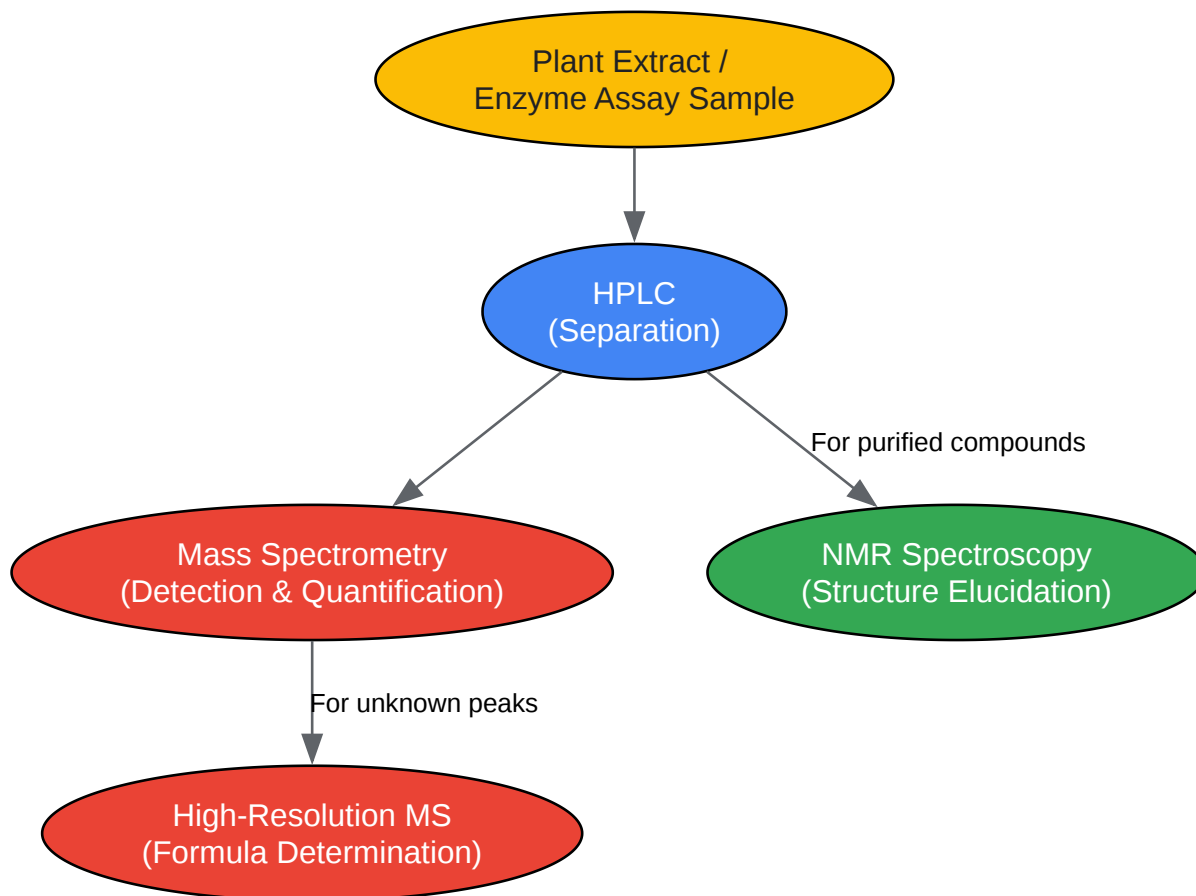 Plant Extract /
Enzyme Assay Sample
HPLC
(Separation)
For purified compounds
Mass Spectrometry
(Detection & Quantification)
NMR Spectroscopy
(Structure Elucidation)
For unknown peaks
High-Resolution MS
(Formula Determination)